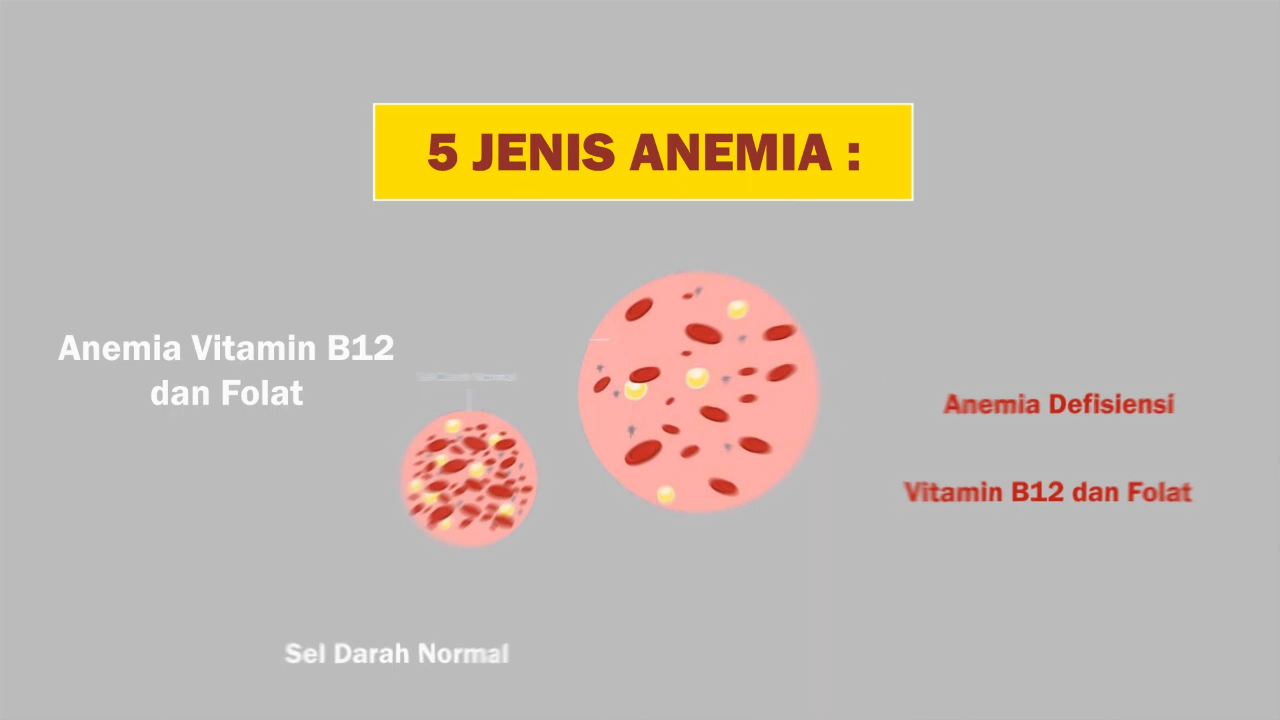 5 JENIS ANEMIA :
Anemia Vitamin B12
dan Folat
Anemia Defisiensi
Vitamin B12 dan Folat
Sel Darah Normal